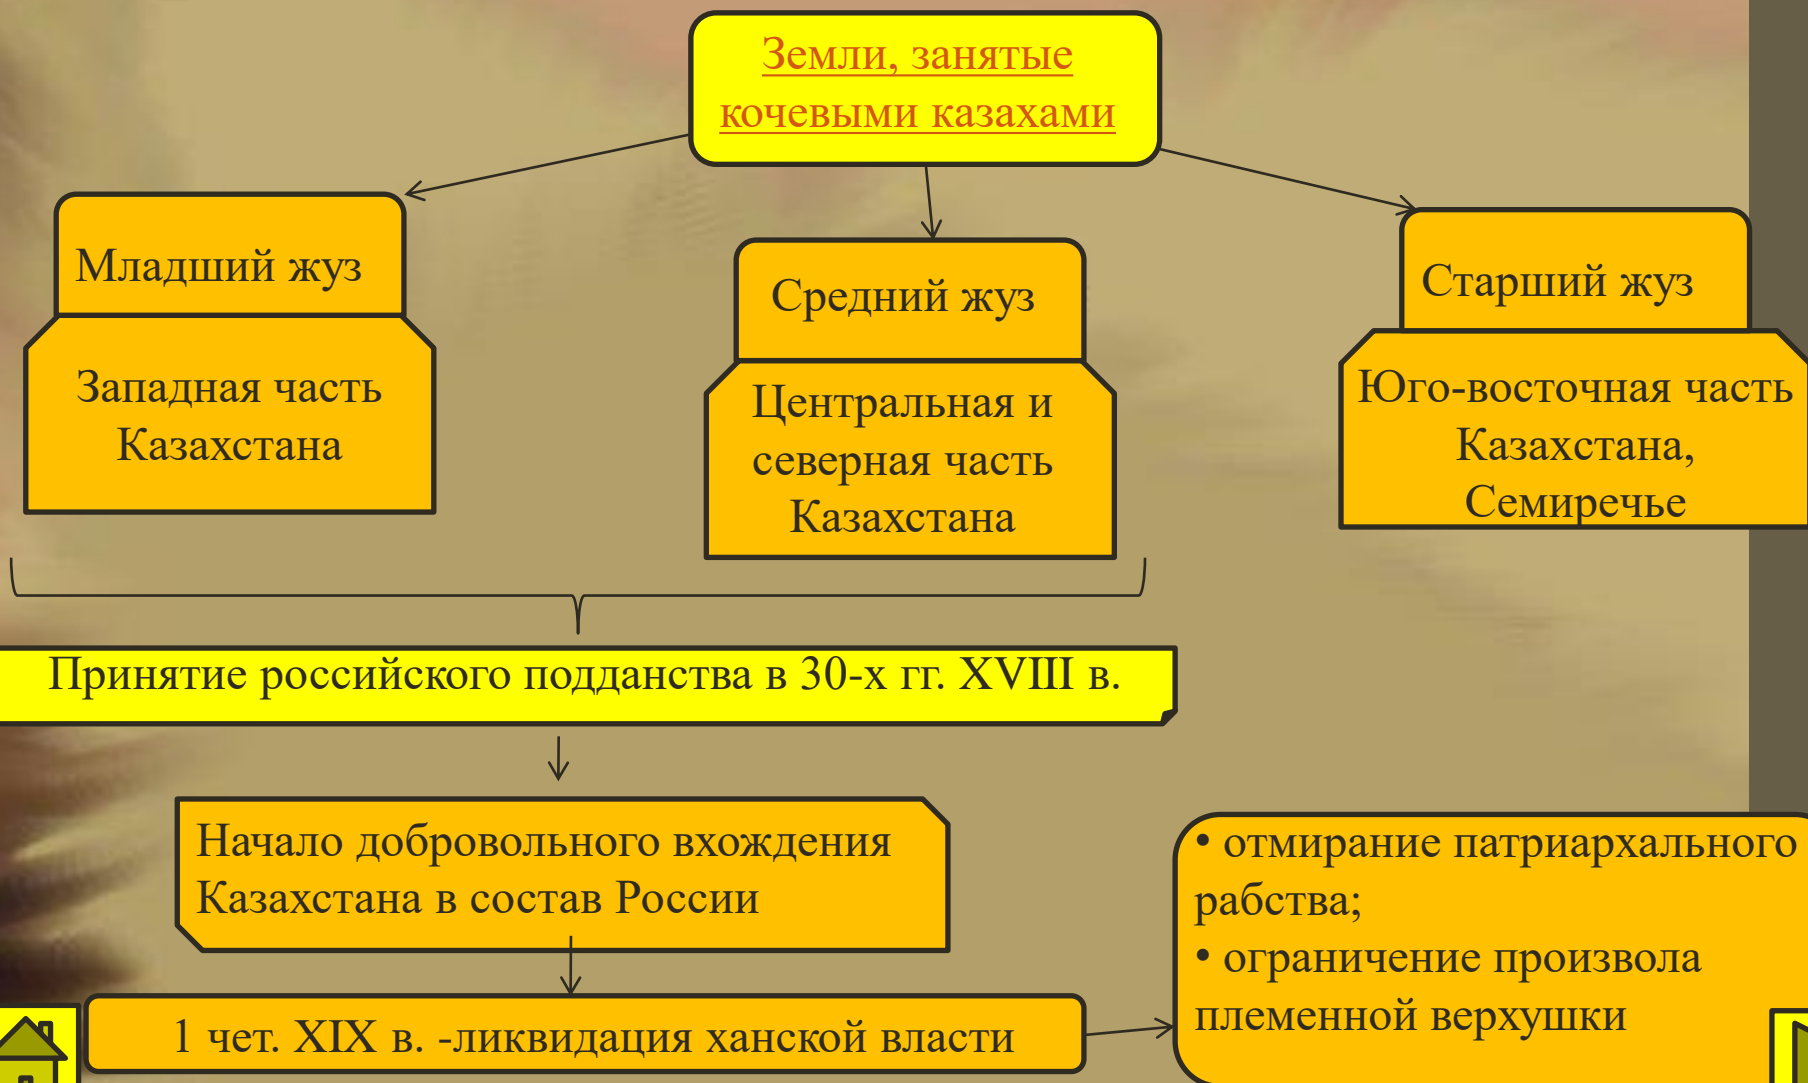 Земли, занятые
кочевыми казахами
Младший жуз
Западная часть
Казахстана
Средний жуз
Центральная и
северная часть
Казахстана
Старший жуз
Юго-восточная часть
Казахстана,
Семиречье
Принятие российского подданства в 30-х гг. XVIII в.
Начало добровольного вхождения
Казахстана в состав России
1 чет. XIX в. -ликвидация ханской власти
• отмирание патриархального
рабства;
• ограничение произвола
племенной верхушки